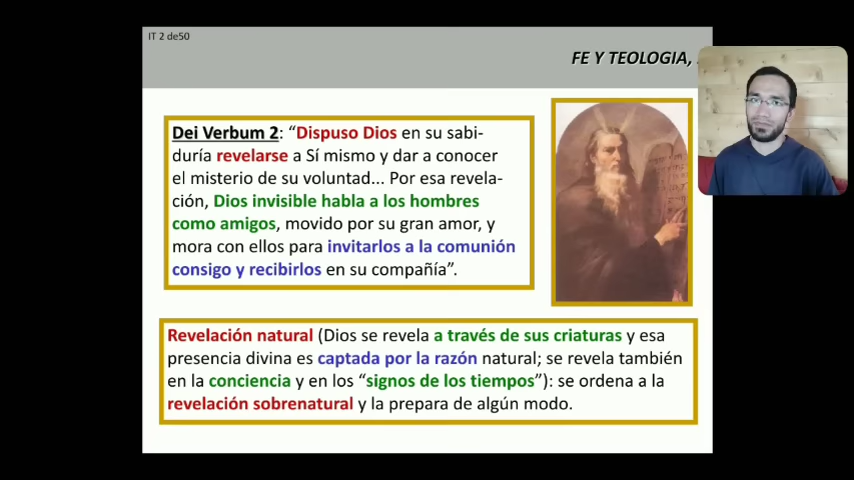 IT 2 de50
FE Y TEOLOGIA,
Dei Verbum 2: “Dispuso Dios en su sabi-
duría revelarse a Sí mismo y dar a conocer
el misterio de su voluntad... Por esa revela-
ción, Dios invisible habla a los hombres
como amigos, movido por su gran amor, y
mora con ellos para invitarlos a la comunión
consigo y recibirlos en su compañía”.
Revelación natural (Dios se revela a través de sus criaturas y esa
presencia divina es captada por la razón natural; se revela también
en la conciencia y en los “signos de los tiempos”): se ordena a la
revelación sobrenatural y la prepara de algún modo.